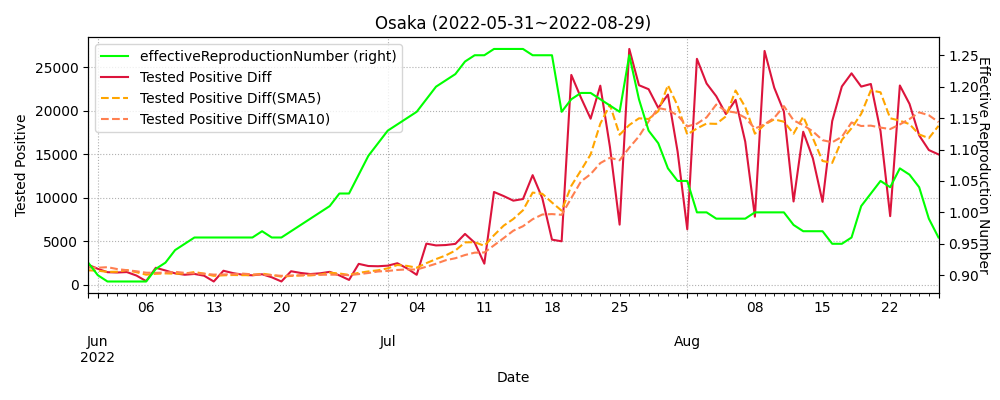 Osaka (2022-05-31~2022-08-29)
effectiveReproductionNumber (right)
Tested Positive Diff
Tested Positive Diff(SMA5)
Tested Positive Diff(SMA10)
Tested Positive
25000
20000
15000
10000
5000
0
1.25
1.20
1.15
1.10
1.05
1.00
0.95
0.90
Effective Reproduction Number
06 13 20 27 04 11 18 25 08 15 22
Jun Jul Aug
2022
Date